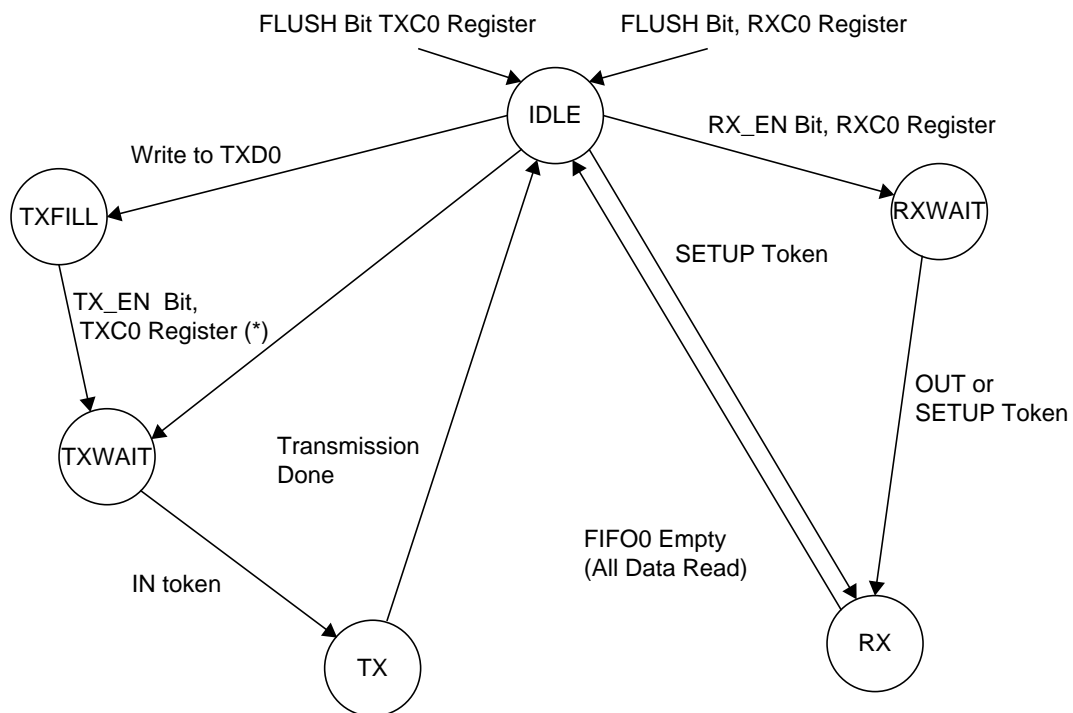 FLUSH Bit TXC0 Register
FLUSH Bit, RXC0 Register
IDLE
RX_EN Bit, RXC0 Register
Write to TXD0
TXFILL
RXWAIT
SETUP Token
TX_EN  Bit,
TXC0 Register (*)
OUT or
SETUP Token
TXWAIT
Transmission
Done
FIFO0 Empty
(All Data Read)
IN token
TX
RX